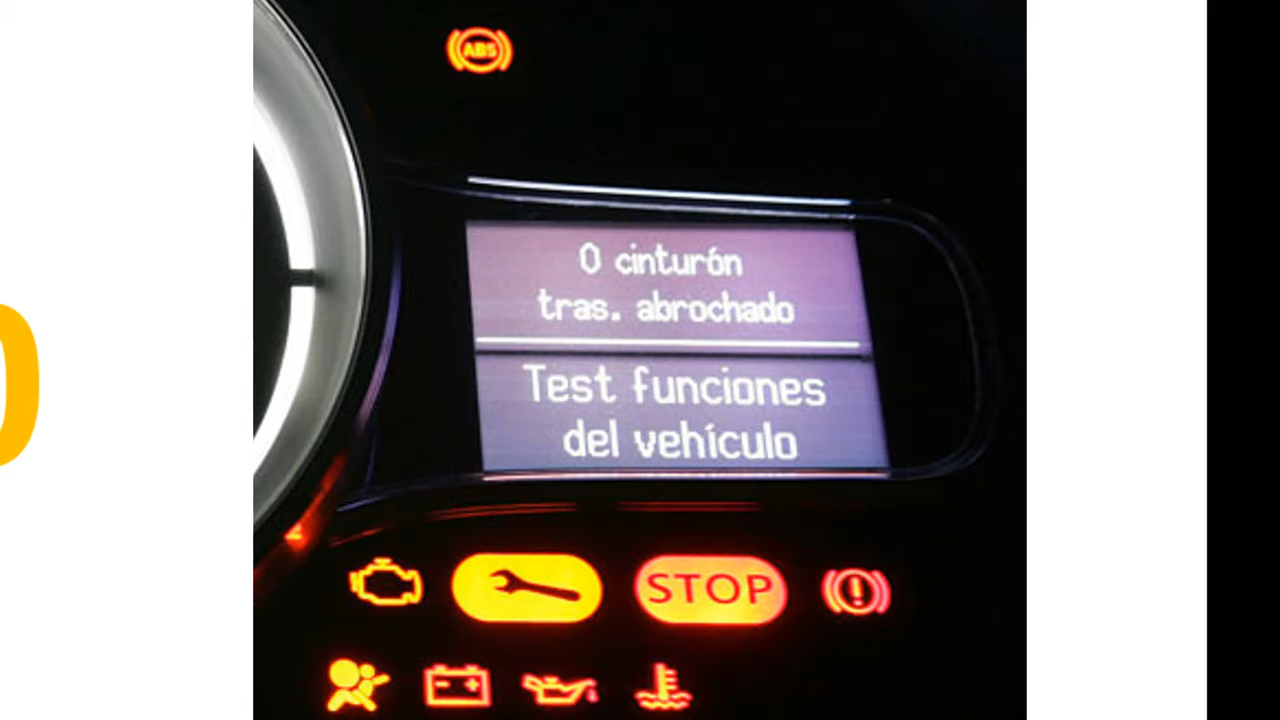 ABS
0 cinturón
tras. abrochado
Test funciones
del vehículo
STOP